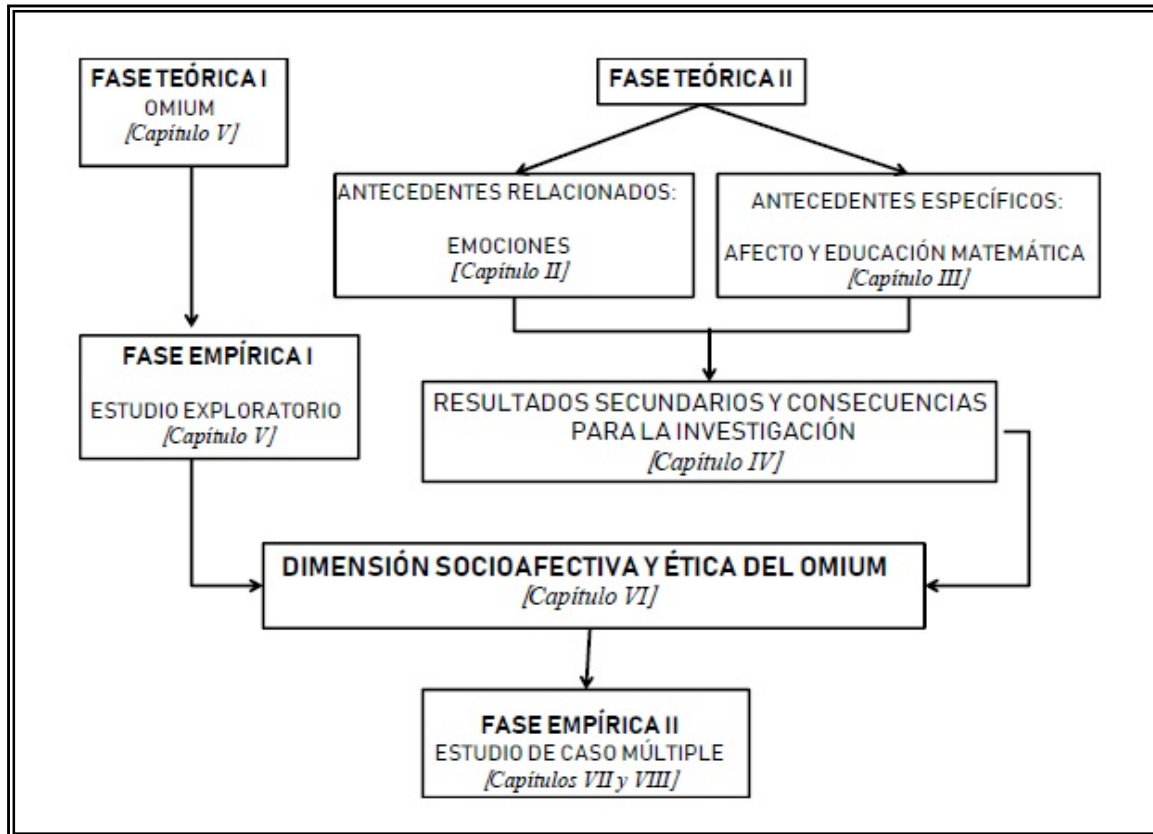 FASE TEÓRICA I
OMIUM
[Capítulo V]
FASE TEÓRICA II
ANTECEDENTES RELACIONADOS:
EMOCIONES
[Capítulo II]
ANTECEDENTES ESPECÍFICOS:
AFECTO Y EDUCACIÓN MATEMÁTICA
[Capítulo III]
FASE EMPÍRICA I
ESTUDIO EXPLORATORIO
[Capítulo V]
RESULTADOS SECUNDARIOS Y CONSECUENCIAS
PARA LA INVESTIGACIÓN
[Capítulo IV]
DIMENSIÓN SOCIOAFECTIVA Y ÉTICA DEL OMIUM
[Capítulo VI]
FASE EMPÍRICA II
ESTUDIO DE CASO MÚLTIPLE
[Capítulos VII y VIII]